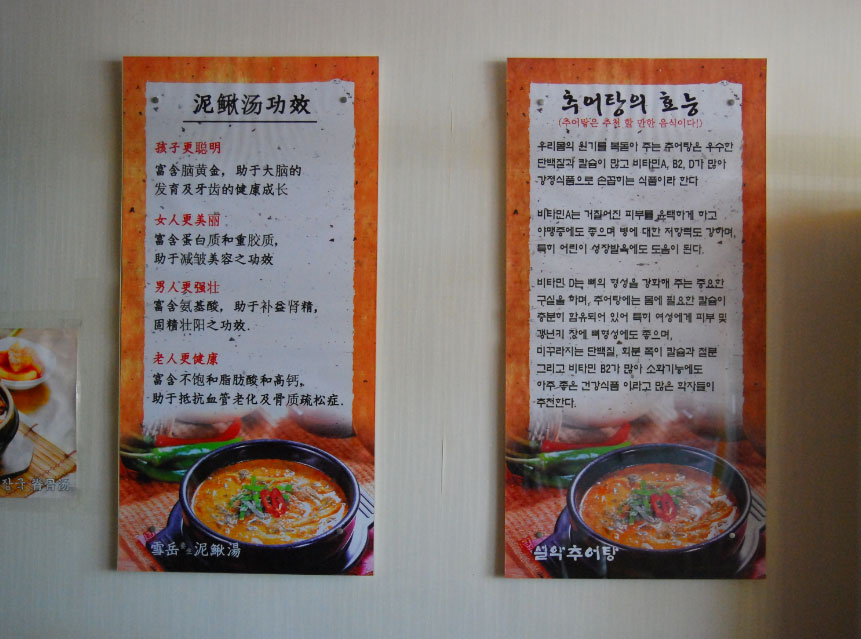 泥鳅汤功效
孩子更聪明
富含脑黄金，助于大脑的
发育及牙齿的健康成长
女人更美丽
富含蛋白质和重胶质，
助于减皱美容之功效
男人更强壮
富含氨基酸，助于补益肾精，
固精壮阳之功效.
老人更健康
富含不饱和脂肪酸和高钙，
助于抵抗血管老化及骨质疏松症.
雪岳 泥鳅湯
추어탕의 효능
(추어탕은 추천 할 만한 음식이다!)
우리몸의 원기를 북돋아 주는 추어탕은 우수한
단백질과 칼슘이 많고 비타민A, B2, D가 많아
강정식품으로 손꼽히는 식품이라 한다
비타민A는 거칠어진 피부를 윤택하게 하고
야맹증에도 좋으며 병에 대한 저항력도 강하며,
특히 어린이 성장발육에도 도움이 된다.
비타민 D는 뼈의 형성을 강화해 주는 중요한
구실을 하며, 추어탕에는 몸에 필요한 칼슘이
충분히 함유되어 있어 특히 여성에게 피부 및
갱년기 장애 뼈형성에도 좋으며,
미꾸라지는 단백질, 회분 쪽이 칼슘과 철분
그리고 비타민 B2가 많아 소화기능에도
아주 좋은 건강식품 이라고 많은 학자들이
추천한다.
설악추어탕